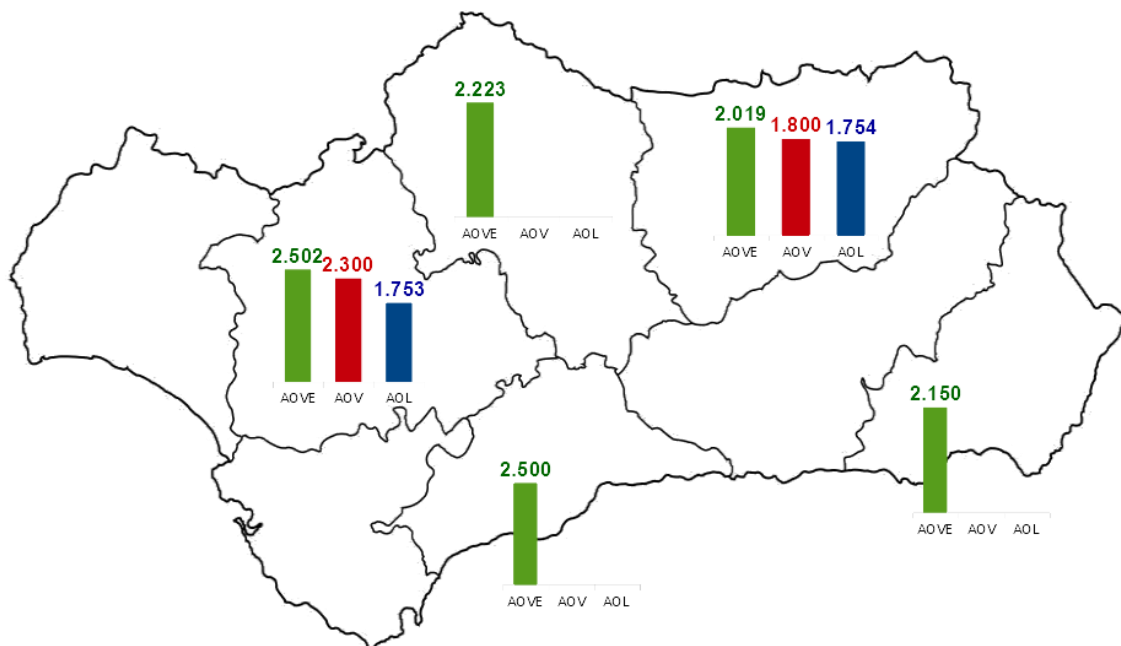 2.223
AOVE AOV AOL
2.019 1.800 1.754
AOVE AOV AOL
2.502 2.300 1.753
AOVE AOV AOL
2.150
AOVE AOV AOL
2.500
AOVE AOV AOL